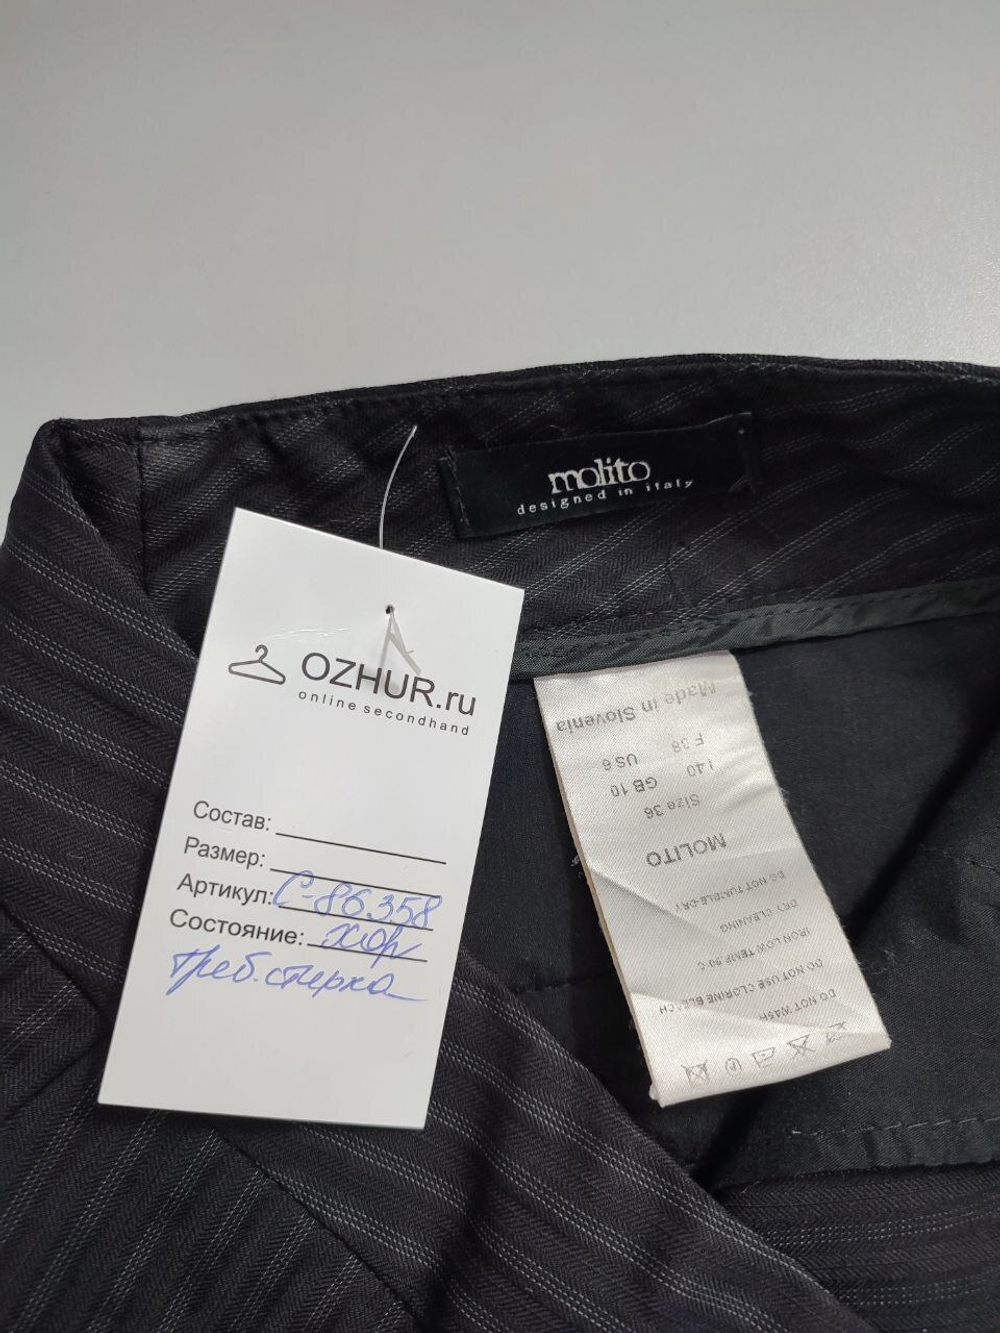 molito
designed in italy
OZHUR.ru
online secondhand
Состав:
Размер:
Артикул: С-86358
Состояние: хор
треб. стирка
Made in Slovenia
F 38 US 6
I 40 GB 10
Size 36
MOLITO
DO NOT TUMBLE-DRY
DRY CLEANING
IRON LOW TEMP.
DO NOT USE CLORINE BLEACH
DO NOT WASH